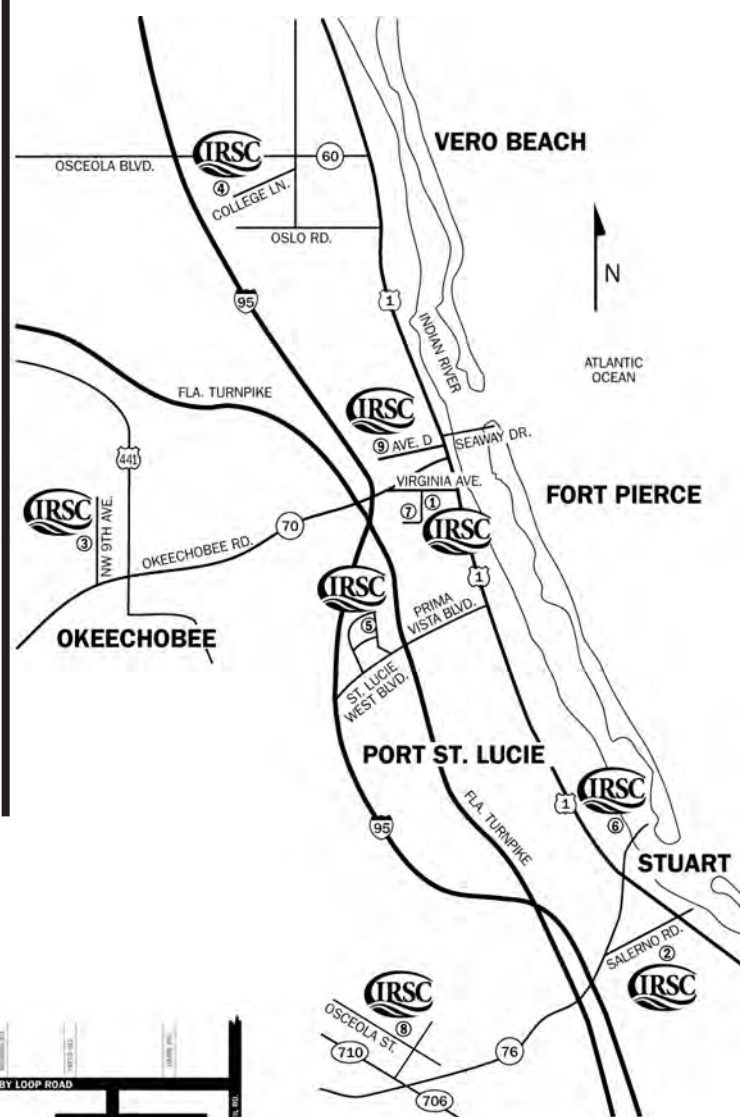 VERO BEACH
IRSC
④
60
OSCEOLA BLVD.
COLLEGE LN.
OSLO RD.
95
1
N
INDIAN RIVER
ATLANTIC
OCEAN
FLA. TURNPIKE
IRSC
⑨ AVE. D
SEAWAY DR.
441
VIRGINIA AVE.
FORT PIERCE
IRSC
③
NW 9TH AVE.
⑦ ①
IRSC
70
OKEECHOBEE RD.
IRSC
⑤
1
PRIMA
VISTA BLVD.
OKEECHOBEE
ST. LUCIE
WEST BLVD.
PORT ST. LUCIE
IRSC
⑥
1
95
FLA. TURNPIKE
STUART
SALERNO RD.
②
IRSC
IRSC
⑧
OSCEOLA ST.
710
76
706
BY LOOP ROAD